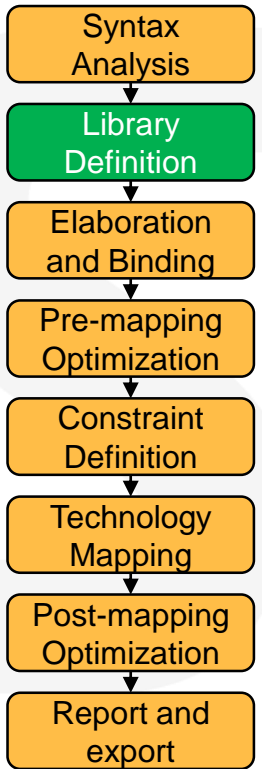 Syntax
Analysis
Library
Definition
Elaboration
and Binding
Pre-mapping
Optimization
Constraint
Definition
Technology
Mapping
Post-mapping
Optimization
Report and
export